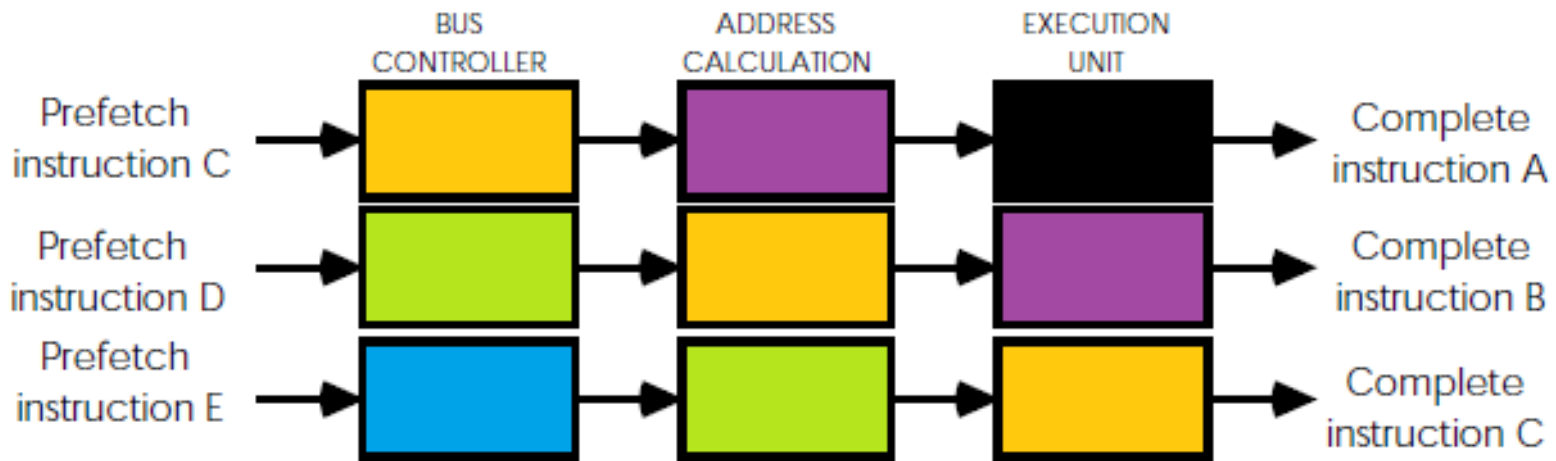 BUS
CONTROLLER
ADDRESS
CALCULATION
EXECUTION
UNIT
Prefetch
instruction C
Complete
instruction A
Prefetch
instruction D
Complete
instruction B
Prefetch
instruction E
Complete
instruction C